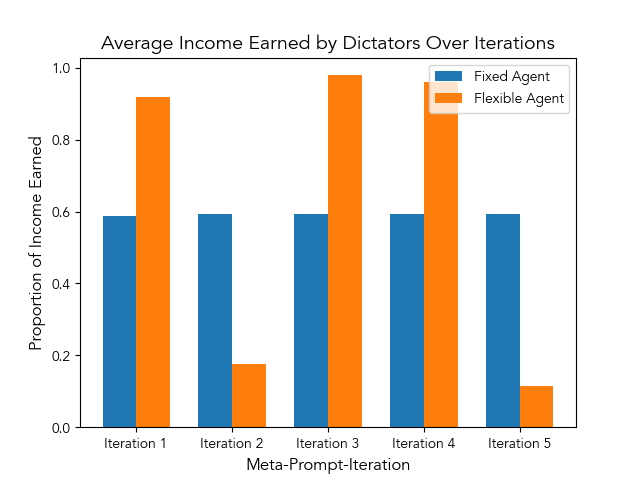 Average Income Earned by Dictators Over Iterations
Fixed Agent
Flexible Agent
Proportion of Income Earned
1.0
0.8
0.6
0.4
0.2
0.0
Iteration 1 Iteration 2 Iteration 3 Iteration 4 Iteration 5
Meta-Prompt-Iteration